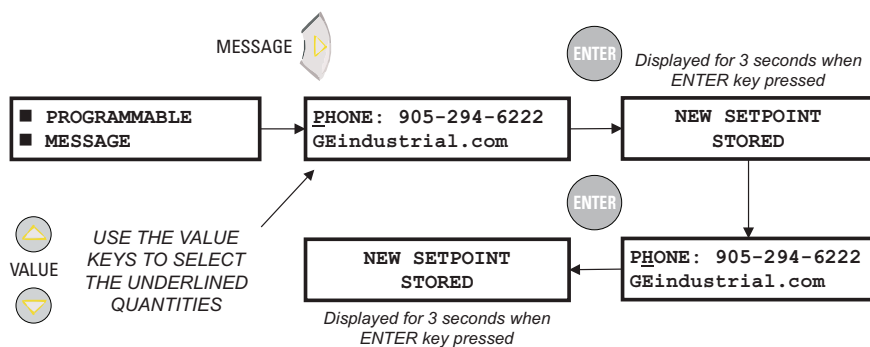 MESSAGE
ENTER
Displayed for 3 seconds when
ENTER key pressed
■ PROGRAMMABLE
■ MESSAGE
PHONE: 905-294-6222
GEindustrial.com
NEW SETPOINT
STORED
ENTER
VALUE
USE THE VALUE
KEYS TO SELECT
THE UNDERLINED
QUANTITIES
NEW SETPOINT
STORED
PHONE: 905-294-6222
GEindustrial.com
Displayed for 3 seconds when
ENTER key pressed